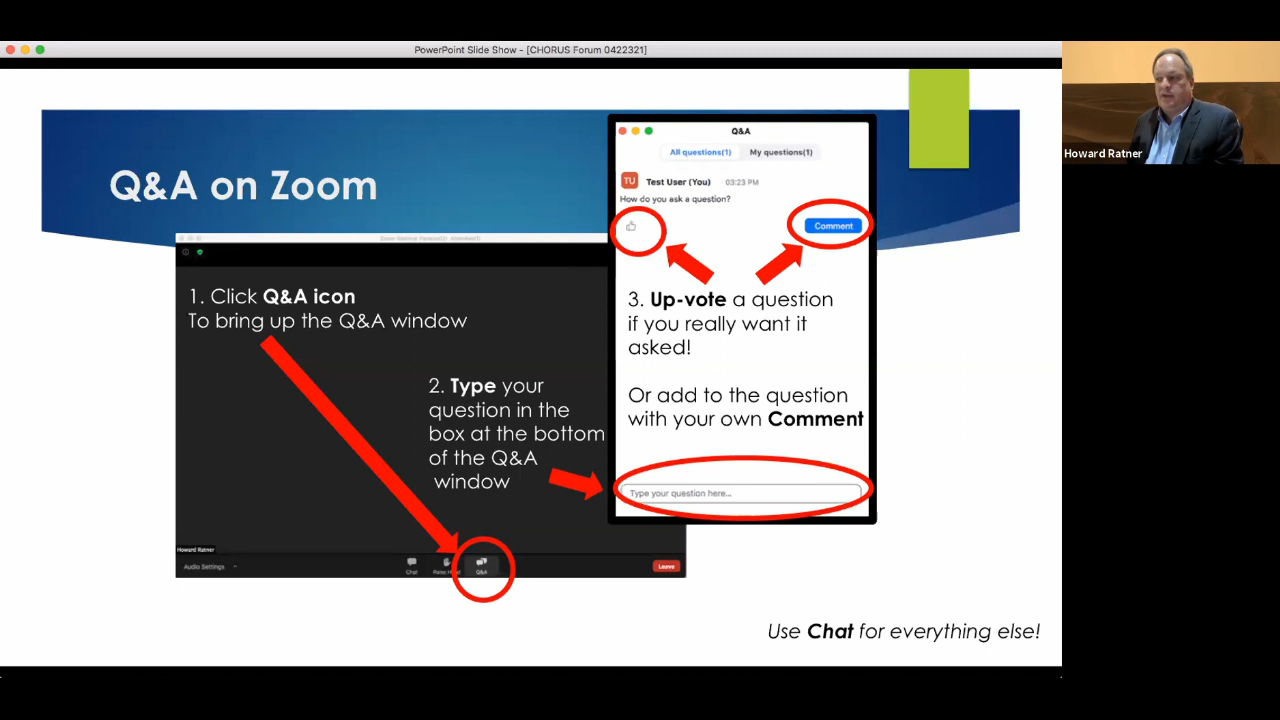 PowerPoint Slide Show - [CHORUS Forum 0422321]
Howard Ratner
Q&A on Zoom
Q&A
All questions(1) My questions(1)
TU Test User (You) 03:23 PM
How do you ask a question?
Comment
1. Click Q&A icon
To bring up the Q&A window
2. Type your
question in the
box at the bottom
of the Q&A
window
3. Up-vote a question
if you really want it
asked!
Or add to the question
with your own Comment
Type your question here...
Howard Ratner
Audio Settings
Chat
Raise
Q&A
Leave
Use Chat for everything else!